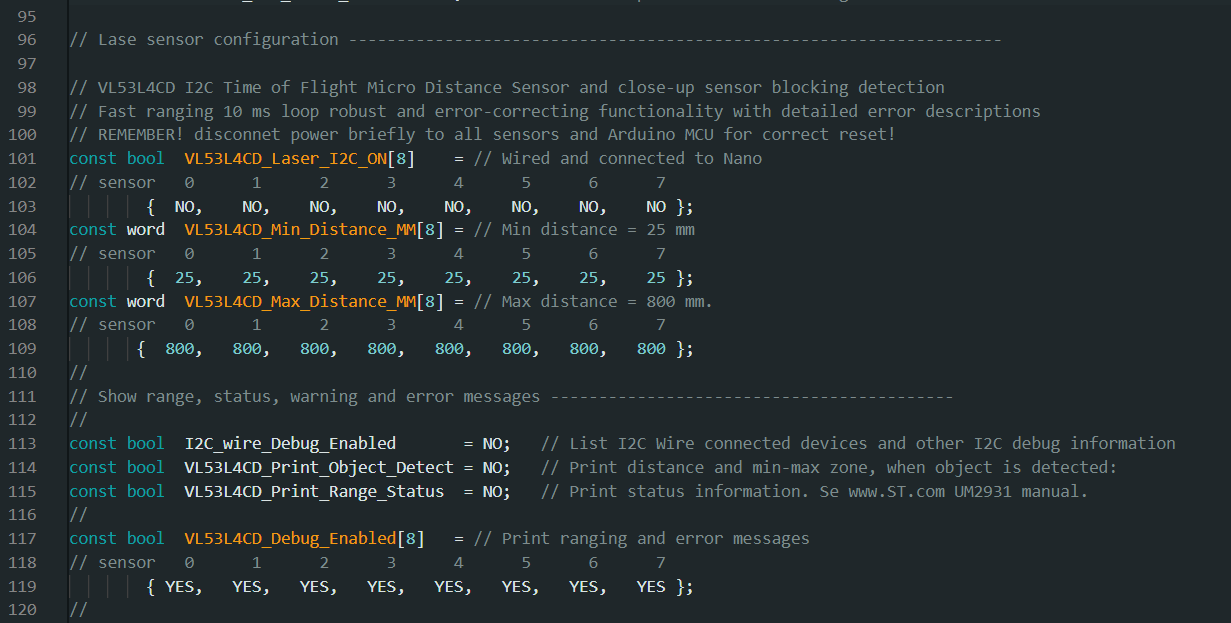 95
96 // Lase sensor configuration --------------------------------------------------------------------
97
98 // VL53L4CD I2C Time of Flight Micro Distance Sensor and close-up sensor blocking detection
99 // Fast ranging 10 ms loop robust and error-correcting functionality with detailed error descriptions
100 // REMEMBER! disconnet power briefly to all sensors and Arduino MCU for correct reset!
101 const bool  VL53L4CD_Laser_I2C_ON[8]    = // Wired and connected to Nano
102 // sensor   0      1      2      3      4      5      6      7
103         {  NO,    NO,    NO,    NO,    NO,    NO,    NO,    NO };
104 const word  VL53L4CD_Min_Distance_MM[8] = // Min distance = 25 mm
105 // sensor   0      1      2      3      4      5      6      7
106         {  25,    25,    25,    25,    25,    25,    25,    25 };
107 const word  VL53L4CD_Max_Distance_MM[8] = // Max distance = 800 mm.
108 // sensor   0      1      2      3      4      5      6      7
109        {  800,   800,   800,   800,   800,   800,   800,   800 };
110 //
111 // Show range, status, warning and error messages ------------------------------------------
112 //
113 const bool  I2C_wire_Debug_Enabled       = NO;   // List I2C Wire connected devices and other I2C debug information
114 const bool  VL53L4CD_Print_Object_Detect = NO;   // Print distance and min-max zone, when object is detected:
115 const bool  VL53L4CD_Print_Range_Status  = NO;   // Print status information. Se www.ST.com UM2931 manual.
116 //
117 const bool  VL53L4CD_Debug_Enabled[8]   = // Print ranging and error messages
118 // sensor   0      1      2      3      4      5      6      7
119         { YES,   YES,   YES,   YES,   YES,   YES,   YES,   YES };
120 //